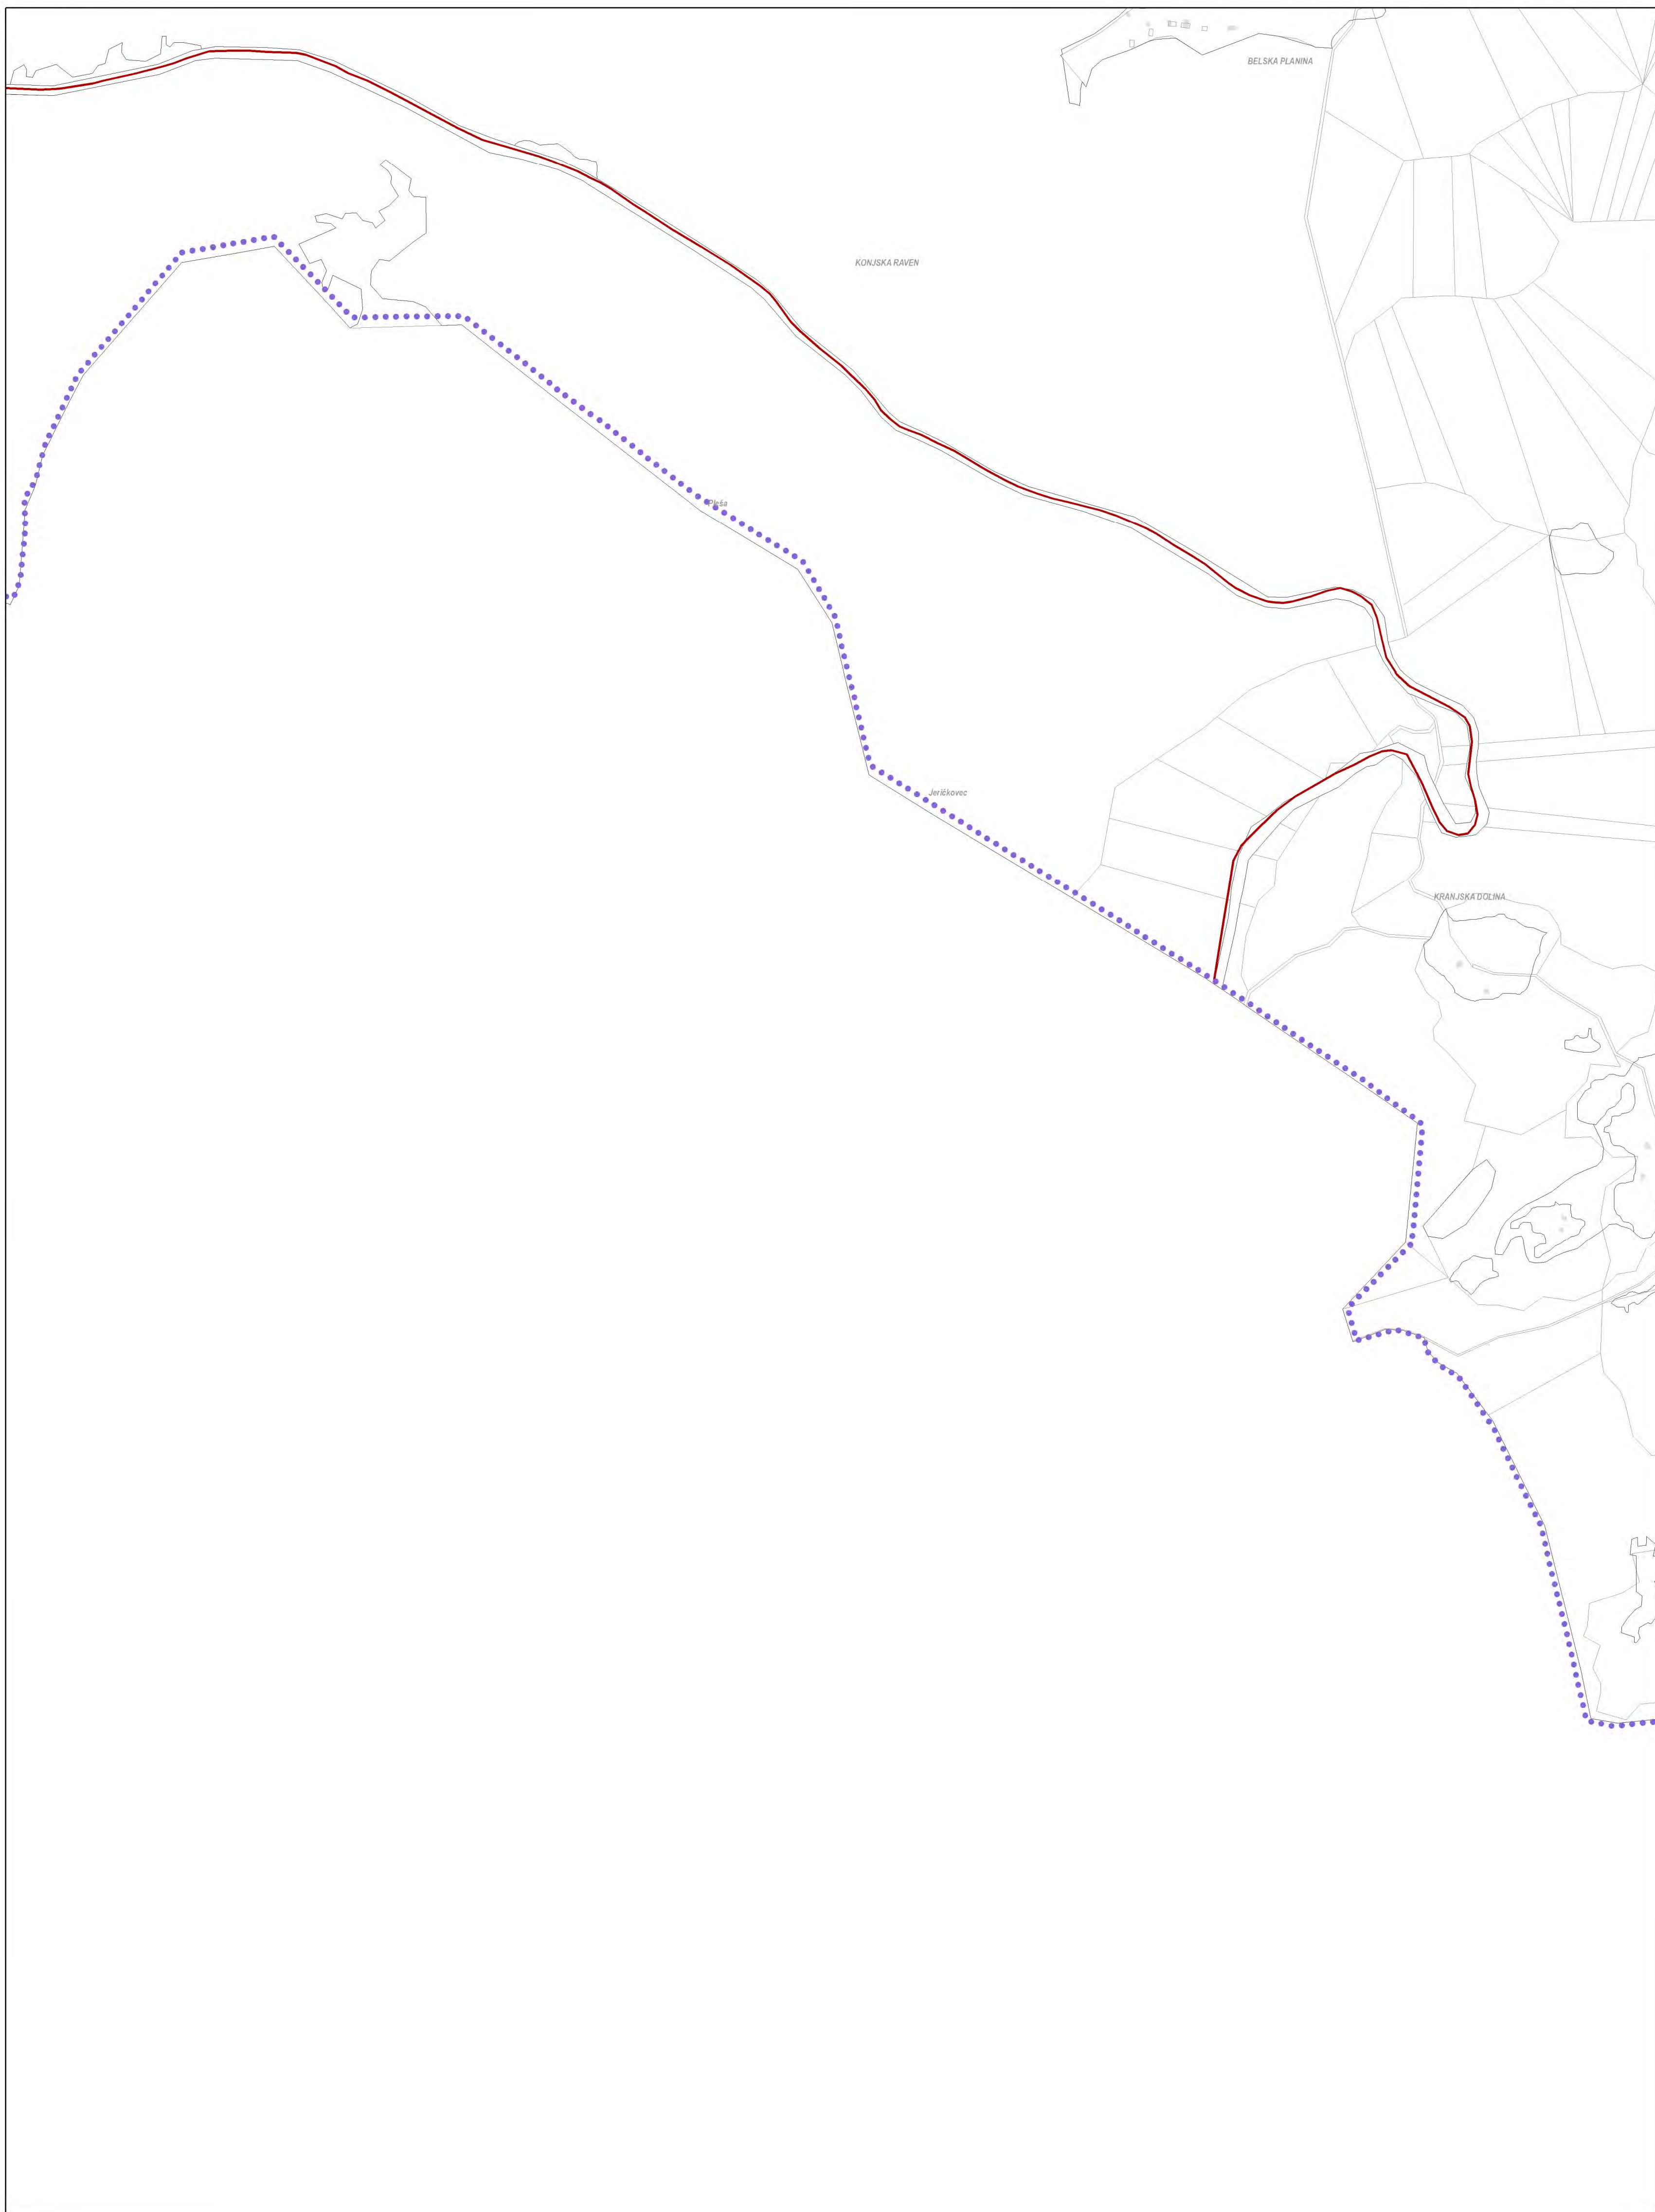 BELSKA PLANINA
KONJSKA RAVEN
Pleša
Jeričkovec
KRANJSKA DOLINA